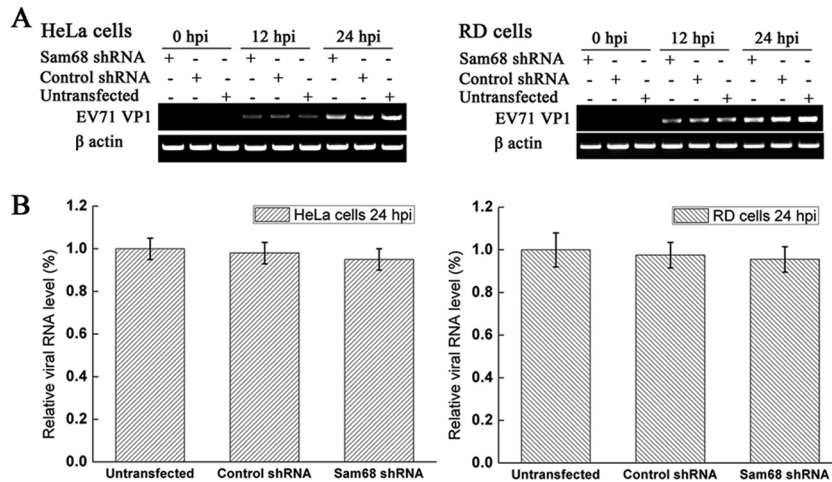 A
HeLa cells
0 hpi 12 hpi 24 hpi
Sam68 shRNA + - - + - - + - -
Control shRNA - + - - + - - + -
Untransfected - - + - - + - - +
EV71 VP1
β actin
RD cells
0 hpi 12 hpi 24 hpi
Sam68 shRNA + - - + - - + - -
Control shRNA - + - - + - - + -
Untransfected - - + - - + - - +
EV71 VP1
β actin
B
Relative viral RNA level (%)
1.2
1.0
0.8
0.6
0.4
0.2
0.0
HeLa cells 24 hpi
Untransfected Control shRNA Sam68 shRNA
Relative viral RNA level (%)
1.2
1.0
0.8
0.6
0.4
0.2
0.0
RD cells 24 hpi
Untransfected Control shRNA Sam68 shRNA